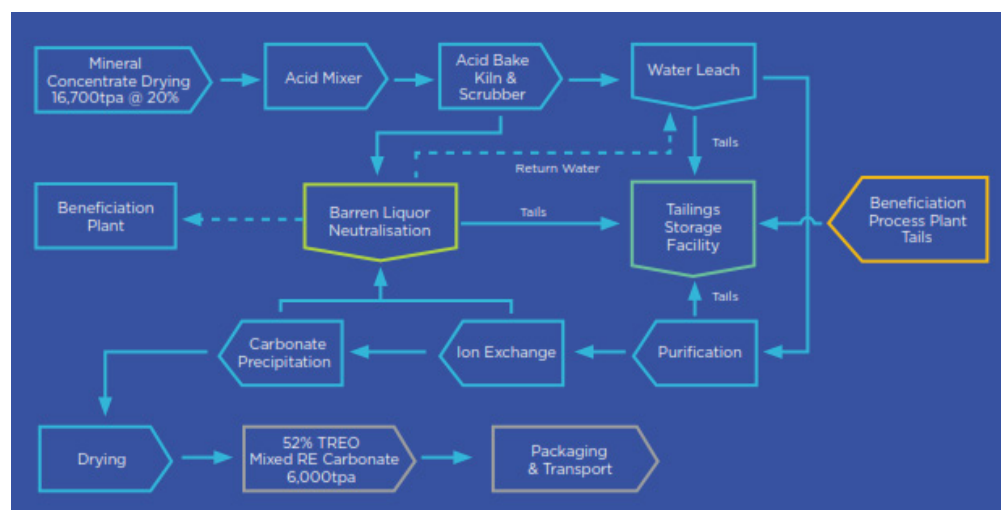 Mineral
Concentrate Drying
16,700tpa @ 20%
Acid Mixer
Acid Bake
Kiln &
Scrubber
Water Leach
Tails
Return Water
Beneficiation
Plant
Barren Liquor
Neutralisation
Tails
Tailings
Storage
Facility
Beneficiation
Process Plant
Tails
Tails
Carbonate
Precipitation
Ion Exchange
Purification
Drying
52% TREO
Mixed RE Carbonate
6,000tpa
Packaging
& Transport